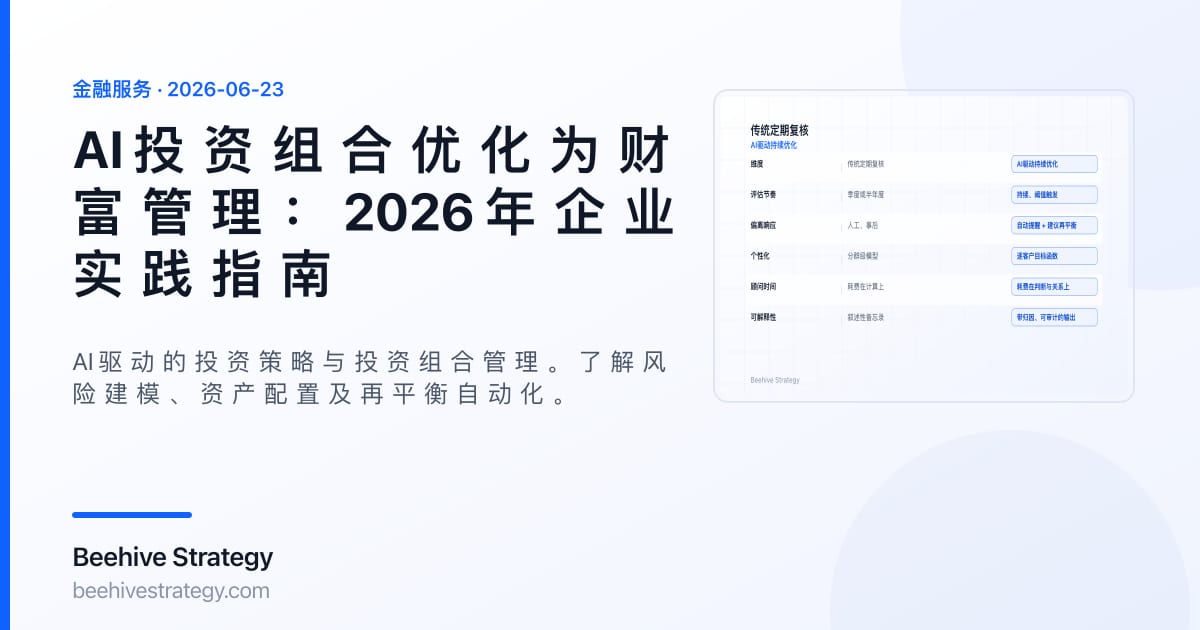 金融服务 · 2026-06-23
AI投资组合优化为财
富管理：2026年企业
实践指南
AI驱动的投资策略与投资组合管理。了解风
险建模、资产配置及再平衡自动化。
Beehive Strategy
beehivestrategy.com
传统定期复核
AI驱动持续优化
维度 传统定期复核 AI驱动持续优化
评估节奏 季度或半年度 持续、阈值触发
偏离响应 人工、事后 自动提醒 + 建议再平衡
个性化 分群级模型 逐客户目标函数
顾问时间 耗费在计算上 耗费在判断与关系上
可解释性 叙述性备忘录 带归因、可审计的输出
Beehive Strategy